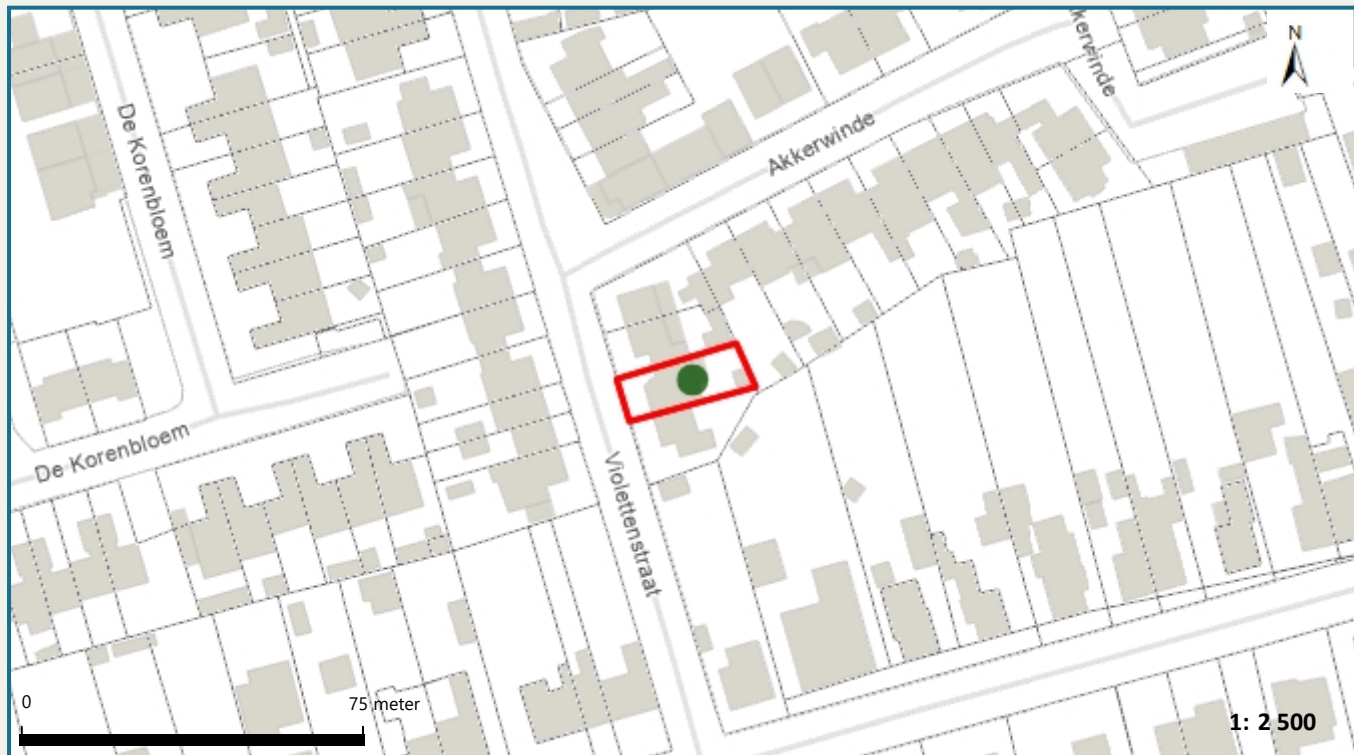 N
kerwinde
De Korenbloem
Akkerwinde
De Korenbloem
Violettenstraat
0 75 meter
1: 2 500